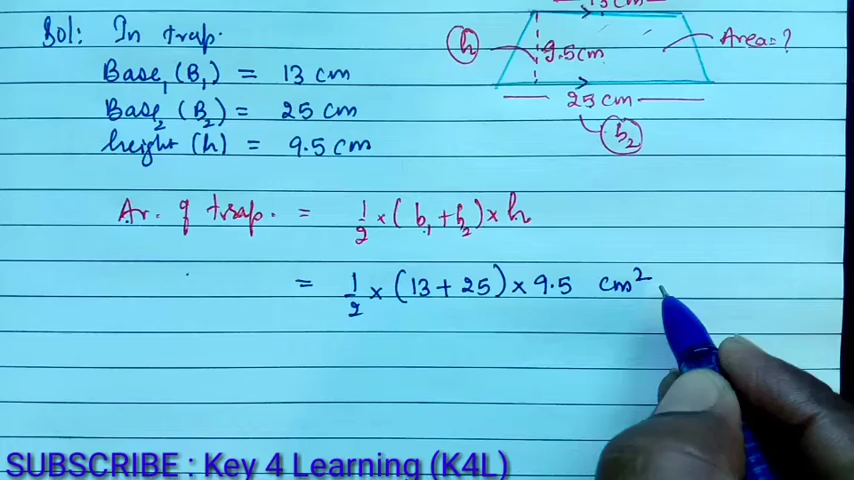 13 cm
Sol: In trap.
h 9.5cm Area=?
Base₁ (B₁) = 13 cm
25 cm
Base₂ (B₂) = 25 cm
b₂
height (h) = 9.5 cm
Ar. of trap. = 1/2 × (b₁ + b₂) × h
= 1/2 × (13 + 25) × 9.5 cm²
SUBSCRIBE : Key 4 Learning (K4L)